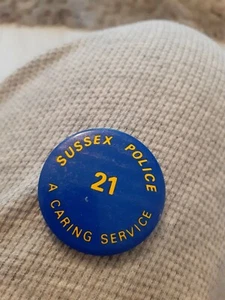 SUSSEX POLICE
21
A CARING SERVICE